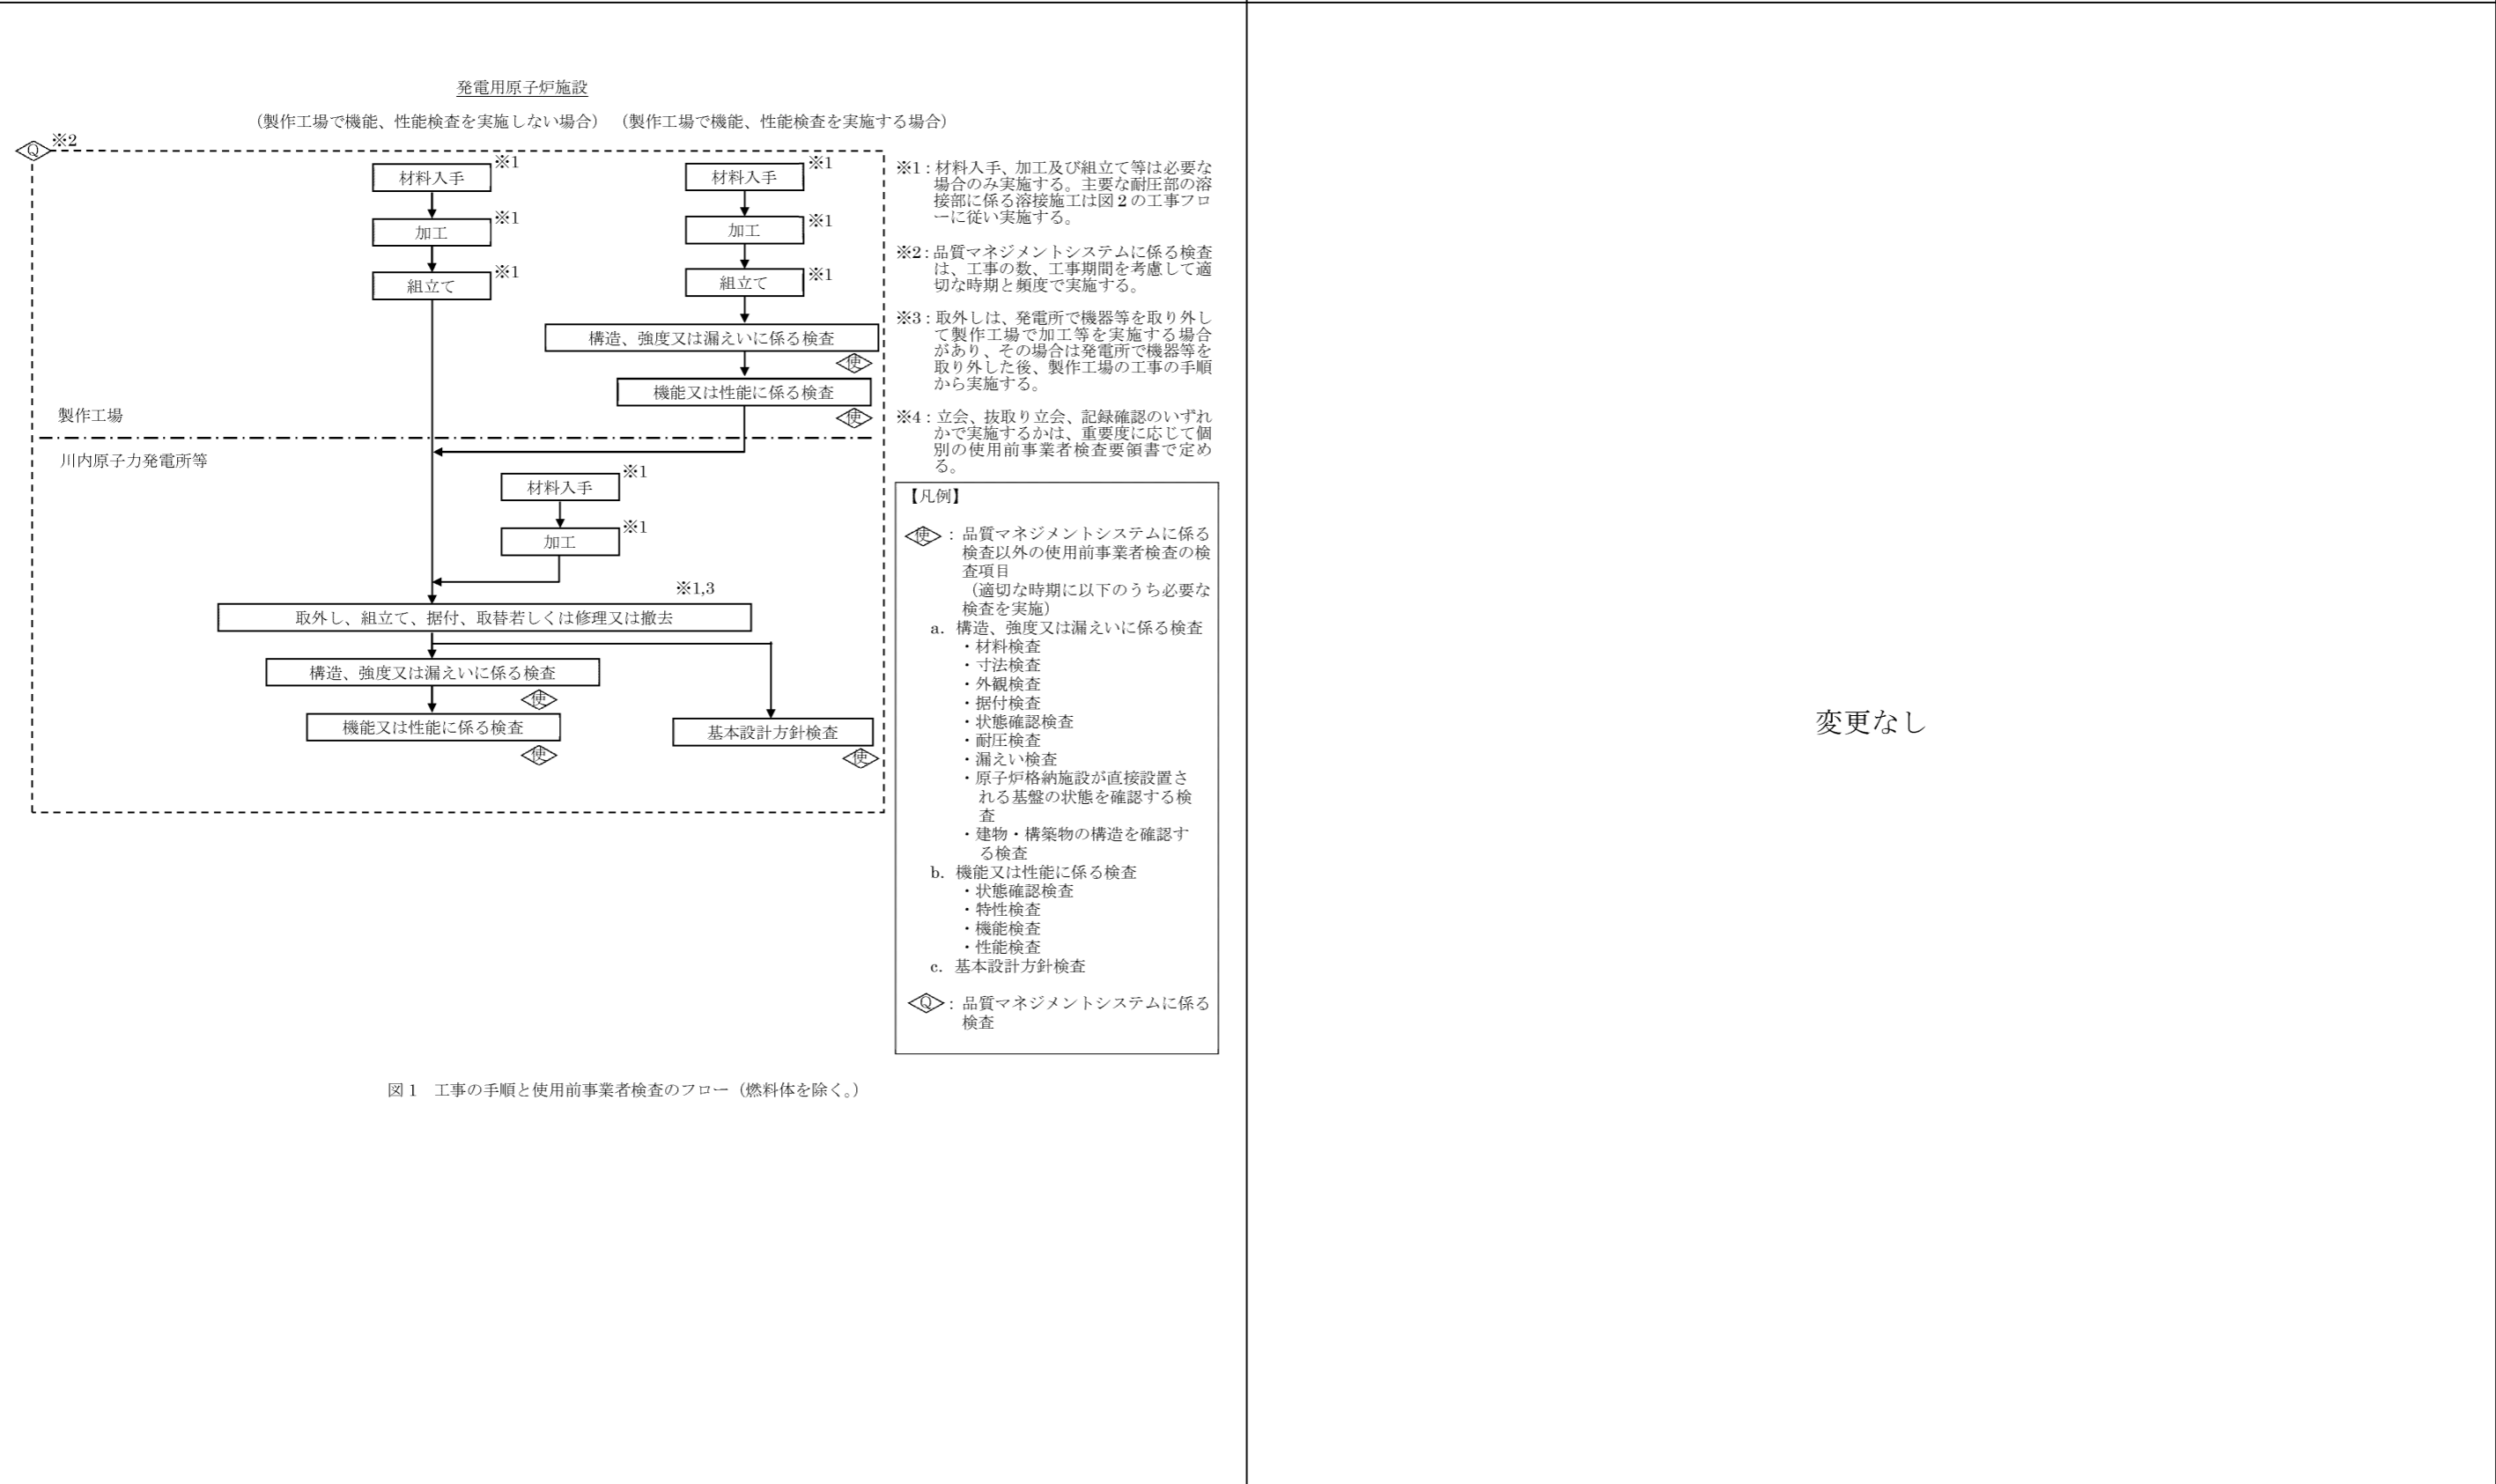 発電用原子炉施設
（製作工場で機能、性能検査を実施しない場合）　（製作工場で機能、性能検査を実施する場合）
Q
※2
材料入手
※1
加工
※1
組立て
※1
材料入手
※1
加工
※1
組立て
※1
構造、強度又は漏えいに係る検査
使
機能又は性能に係る検査
使
製作工場
川内原子力発電所等
材料入手
※1
加工
※1
※1,3
取外し、組立て、据付、取替若しくは修理又は撤去
構造、強度又は漏えいに係る検査
使
機能又は性能に係る検査
使
基本設計方針検査
使
※1：材料入手、加工及び組立て等は必要な
場合のみ実施する。主要な耐圧部の溶
接部に係る溶接施工は図2の工事フロ
ーに従い実施する。
※2：品質マネジメントシステムに係る検査
は、工事の数、工事期間を考慮して適
切な時期と頻度で実施する。
※3：取外しは、発電所で機器等を取り外し
て製作工場で加工等を実施する場合
があり、その場合は発電所で機器等を
取り外した後、製作工場の工事の手順
から実施する。
※4：立会、抜取り立会、記録確認のいずれ
かで実施するかは、重要度に応じて個
別の使用前事業者検査要領書で定め
る。
【凡例】
使：品質マネジメントシステムに係る
検査以外の使用前事業者検査の検
査項目
（適切な時期に以下のうち必要な
検査を実施）
a．構造、強度又は漏えいに係る検査
・材料検査
・寸法検査
・外観検査
・据付検査
・状態確認検査
・耐圧検査
・漏えい検査
・原子炉格納施設が直接設置さ
れる基盤の状態を確認する検
査
・建物・構築物の構造を確認す
る検査
b．機能又は性能に係る検査
・状態確認検査
・特性検査
・機能検査
・性能検査
c．基本設計方針検査
Q：品質マネジメントシステムに係る
検査
図1　工事の手順と使用前事業者検査のフロー（燃料体を除く。）
変更なし